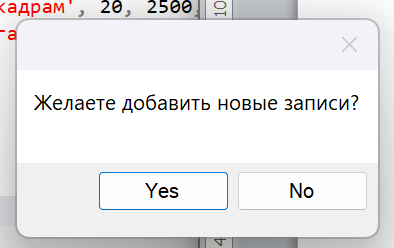 кадрам', 20, 2500,
Желаете добавить новые записи?
Yes
No